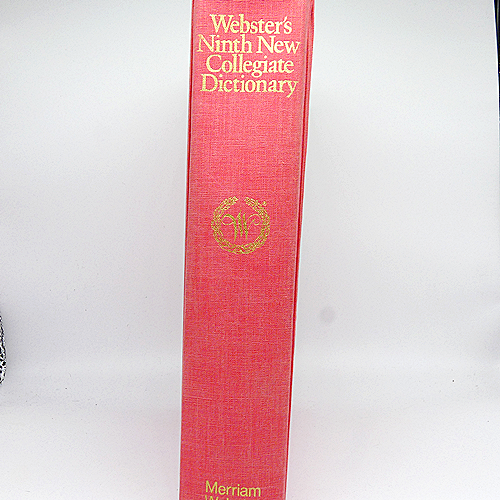 Webster's
Ninth New
Collegiate
Dictionary
W
Merriam